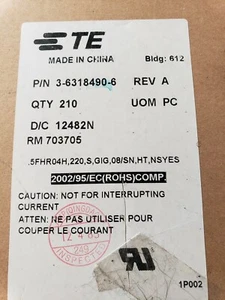 TE
MADE IN CHINA
Bldg: 612
P/N 3-6318490-6 REV A
QTY 210 UOM PC
D/C 12482N
RM 703705
.5FHR04H,220,S,GIG,08/SN,HT,NSYES
2002/95/EC(ROHS)COMP.
CAUTION: NOT FOR INTERRUPTING
CURRENT
ATTEN: NE PAS UTILISER POUR
COUPER LE COURANT
INSPECTION
1P002